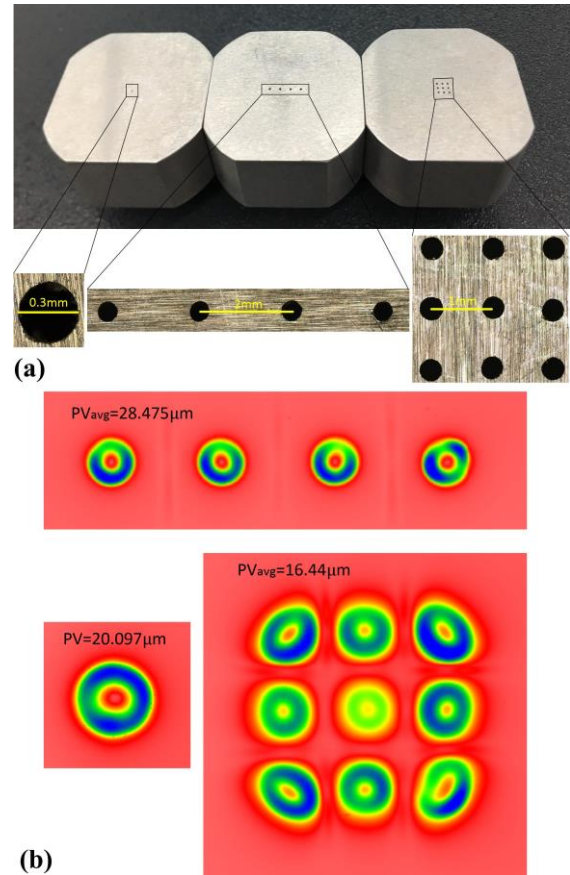 0.3mm
2mm
1mm
(a)
PVavg=28.475μm
PVavg=16.44μm
PV=20.097μm
(b)